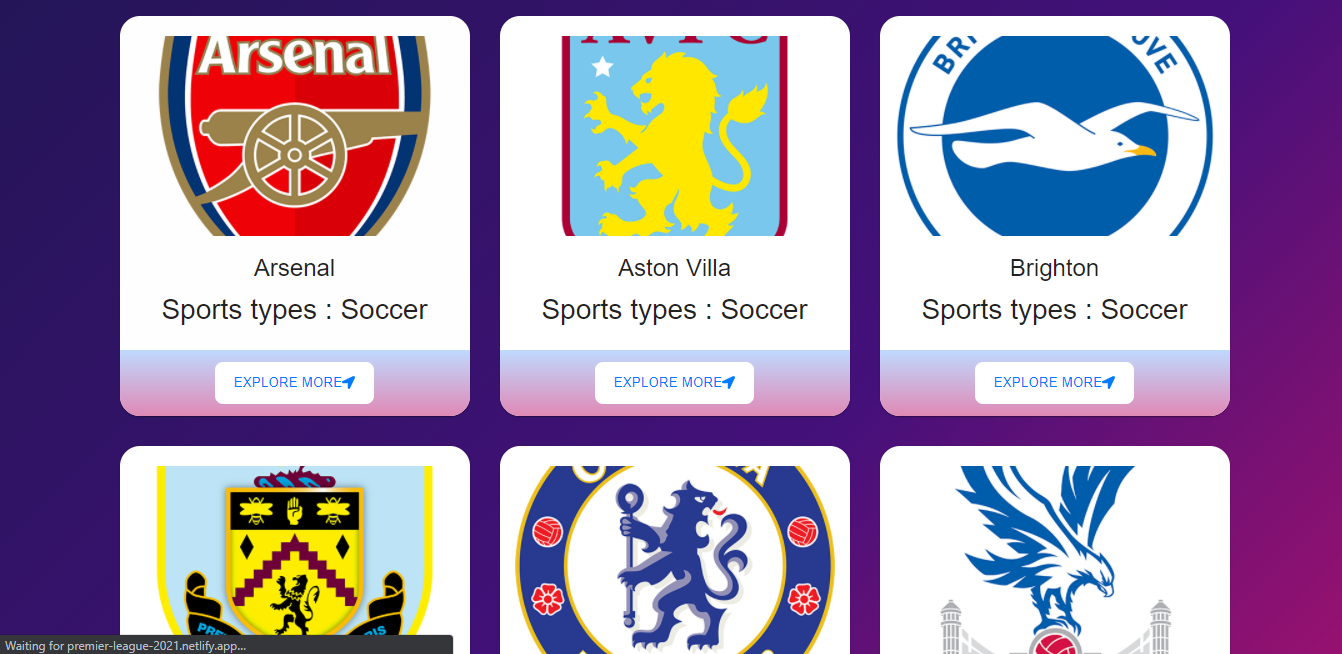 Arsenal
Arsenal
Sports types : Soccer
EXPLORE MORE
Aston Villa
Sports types : Soccer
EXPLORE MORE
Brighton
Sports types : Soccer
EXPLORE MORE
Waiting for premier-league-2021.netlify.app...